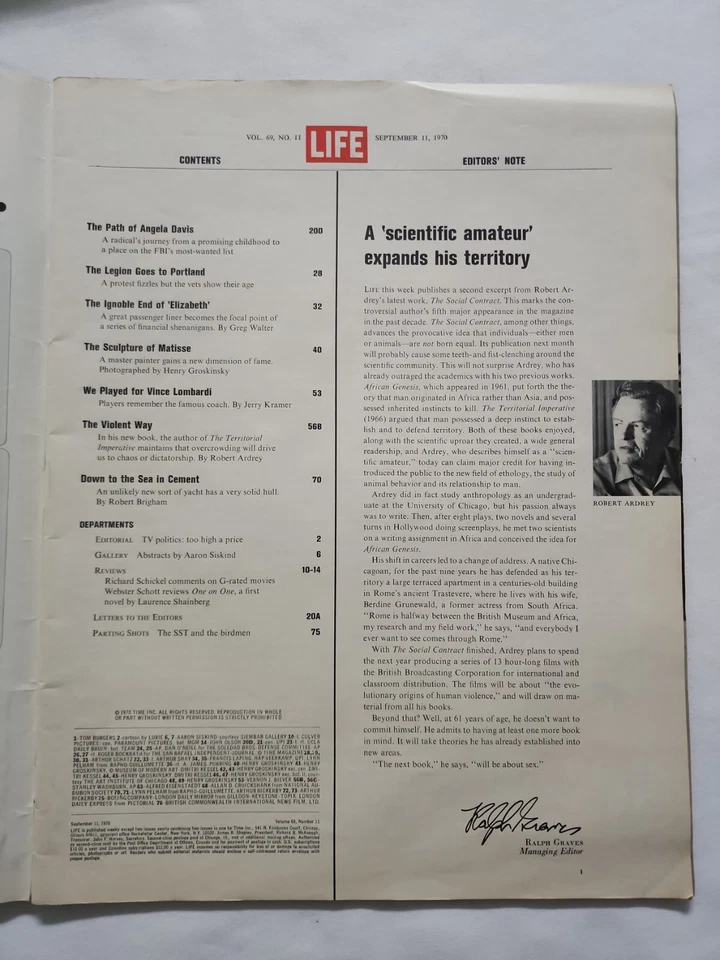 VOL. 69, NO. 11 LIFE SEPTEMBER 11, 1970
CONTENTS
The Path of Angela Davis 20D
A radical's journey from a promising childhood to
a place on the FBI's most-wanted list
The Legion Goes to Portland 28
A protest fizzles but the vets show their age
The Ignoble End of 'Elizabeth' 32
A great passenger liner becomes the focal point of
a series of financial shenanigans. By Greg Walter
The Sculpture of Matisse 40
A master painter gains a new dimension of fame.
Photographed by Henry Groskinsky
We Played for Vince Lombardi 53
Players remember the famous coach. By Jerry Kramer
The Violent Way 56B
In his new book, the author of The Territorial
Imperative maintains that overcrowding will drive
us to chaos or dictatorship. By Robert Ardrey
Down to the Sea in Cement 70
An unlikely new sort of yacht has a very solid hull.
By Robert Brigham
DEPARTMENTS
EDITORIAL TV politics: too high a price 2
GALLERY Abstracts by Aaron Siskind 6
REVIEWS 10-14
Richard Schickel comments on G-rated movies
Webster Schott reviews One on One, a first
novel by Laurence Shainberg
LETTERS TO THE EDITORS 20A
PARTING SHOTS The SST and the birdmen 75
© 1970 TIME INC. ALL RIGHTS RESERVED. REPRODUCTION IN WHOLE
OR PART WITHOUT WRITTEN PERMISSION IS STRICTLY PROHIBITED
September 11, 1970 Volume 69, Number 11
EDITORS' NOTE
A 'scientific amateur'
expands his territory
LIFE this week publishes a second excerpt from Robert Ar-
drey's latest work, The Social Contract. This marks the con-
troversial author's fifth major appearance in the magazine
in the past decade. The Social Contract, among other things,
advances the provocative idea that individuals—either men
or animals—are not born equal. Its publication next month
will probably cause some teeth- and fist-clenching around the
scientific community. This will not surprise Ardrey, who has
already outraged the academics with his two previous works.
African Genesis, which appeared in 1961, put forth the the-
ory that man originated in Africa rather than Asia, and pos-
sessed inherited instincts to kill. The Territorial Imperative
(1966) argued that man possessed a deep instinct to estab-
lish and to defend territory. Both of these books enjoyed,
along with the scientific uproar they created, a wide general
readership, and Ardrey, who describes himself as a "scien-
tific amateur," today can claim major credit for having in-
troduced the public to the new field of ethology, the study of
animal behavior and its relationship to man.
Ardrey did in fact study anthropology as an undergrad-
uate at the University of Chicago, but his passion always
was to write. Then, after eight plays, two novels and several
turns in Hollywood doing screenplays, he met two scientists
on a writing assignment in Africa and conceived the idea for
African Genesis.
His shift in careers led to a change of address. A native Chi-
cagoan, for the past nine years he has defended as his ter-
ritory a large terraced apartment in a centuries-old building
in Rome's ancient Trastevere, where he lives with his wife,
Berdine Grunewald, a former actress from South Africa.
"Rome is halfway between the British Museum and Africa,
my research and my field work," he says, "and everybody I
ever want to see comes through Rome."
With The Social Contract finished, Ardrey plans to spend
the next year producing a series of 13 hour-long films with
the British Broadcasting Corporation for international and
classroom distribution. The films will be about "the evo-
lutionary origins of human violence," and will draw on ma-
terial from all his books.
Beyond that? Well, at 61 years of age, he doesn't want to
commit himself. He admits to having at least one more book
in mind. It will take theories he has already established into
new areas.
"The next book," he says, "will be about sex."
ROBERT ARDREY
Ralph Graves
RALPH GRAVES
Managing Editor
1